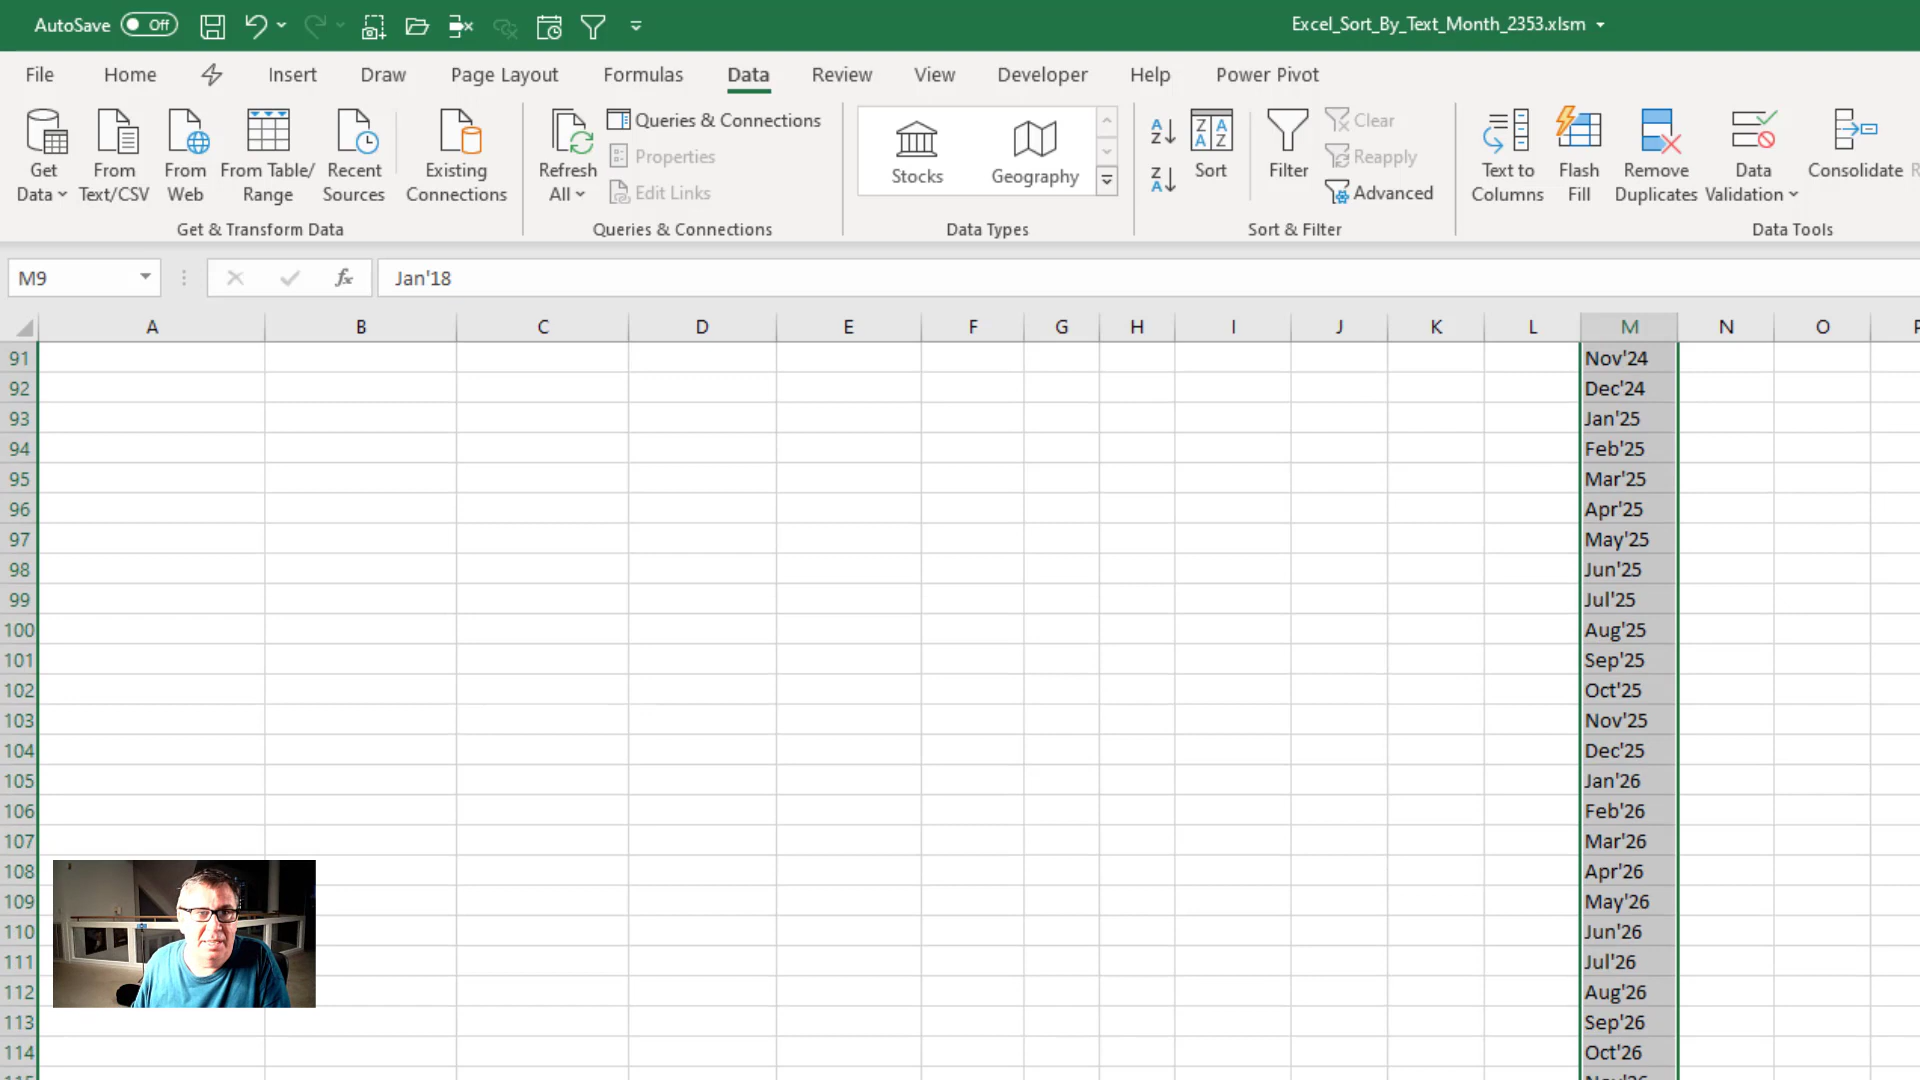 AutoSave Off Excel_Sort_By_Text_Month_2353.xlsm
File Home Insert Draw Page Layout Formulas Data Review View Developer Help Power Pivot
Get Data
From Text/CSV
From Web
From Table/ Range
Recent Sources
Existing Connections
Get & Transform Data
Refresh All
Queries & Connections
Properties
Edit Links
Queries & Connections
Stocks
Geography
Data Types
Sort
Filter
Clear
Reapply
Advanced
Sort & Filter
Text to Columns
Flash Fill
Remove Duplicates
Data Validation
Consolidate
Data Tools
M9 fx Jan'18
A B C D E F G H I J K L M N O
91 Nov'24
92 Dec'24
93 Jan'25
94 Feb'25
95 Mar'25
96 Apr'25
97 May'25
98 Jun'25
99 Jul'25
100 Aug'25
101 Sep'25
102 Oct'25
103 Nov'25
104 Dec'25
105 Jan'26
106 Feb'26
107 Mar'26
108 Apr'26
109 May'26
110 Jun'26
111 Jul'26
112 Aug'26
113 Sep'26
114 Oct'26